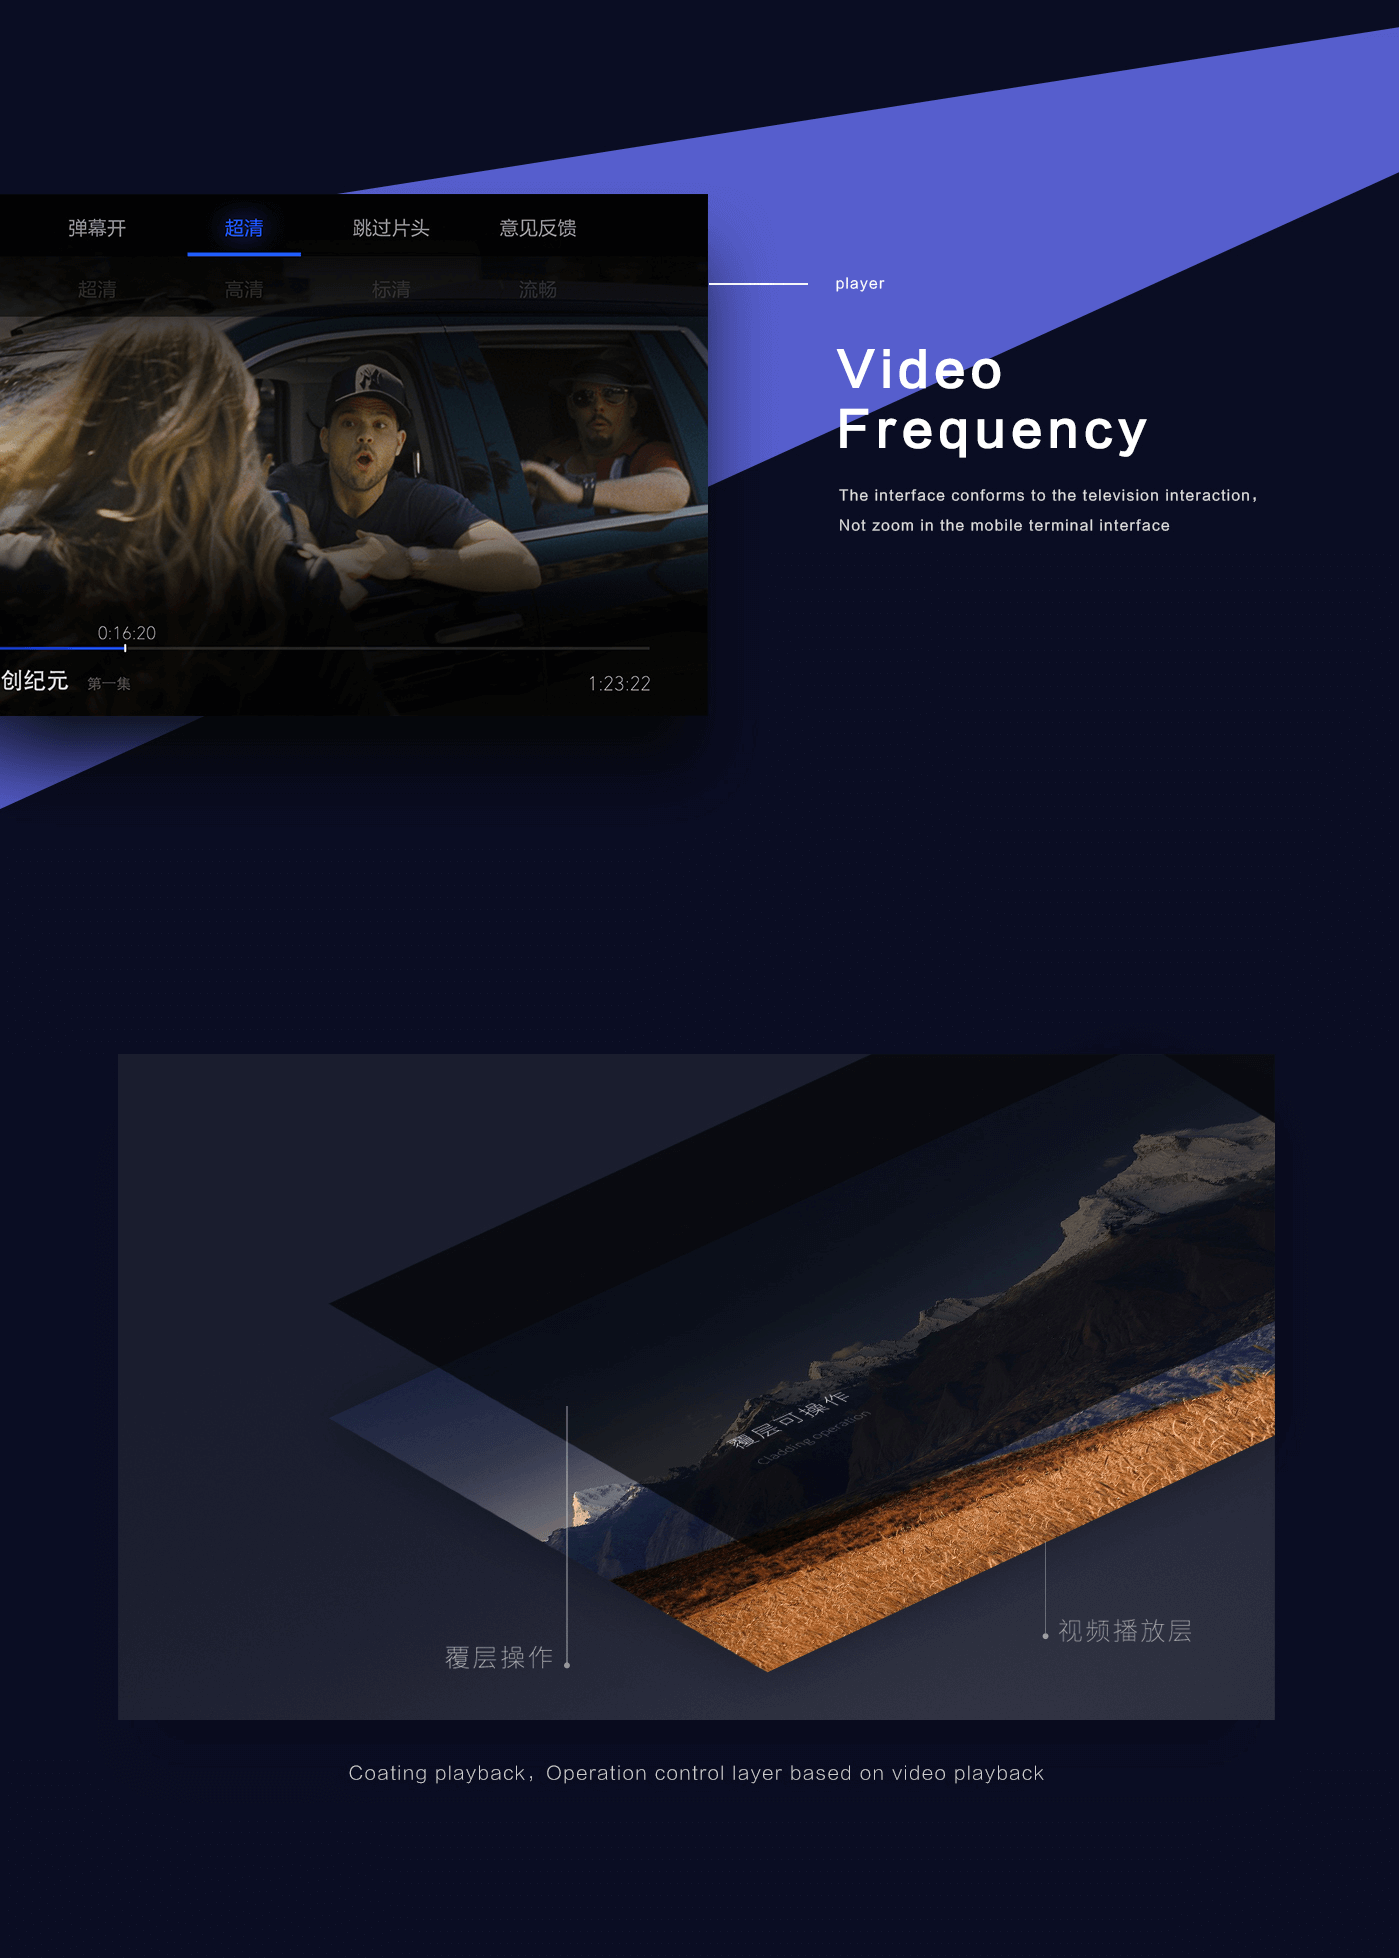 弹幕开 超清 跳过片头 意见反馈
超清 高清 标清 流畅
player
Video
Frequency
The interface conforms to the television interaction,
Not zoom in the mobile terminal interface
0:16:20
创纪元 第一集 1:23:22
覆层可操作
Cladding operation
视频播放层
覆层操作
Coating playback, Operation control layer based on video playback